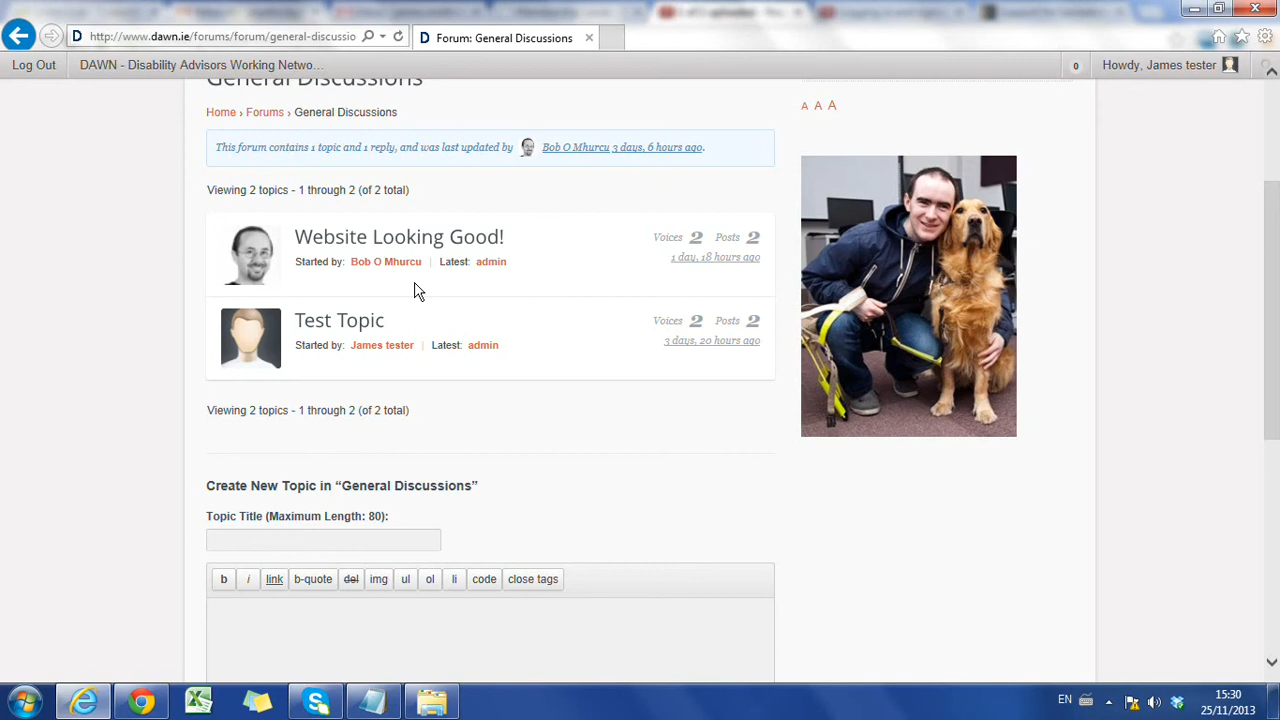 http://www.dawn.ie/forums/forum/general-discussio
Forum: General Discussions
Log Out
DAWN - Disability Advisors Working Netwo...
0
Howdy, James tester
General Discussions
Home › Forums › General Discussions
A A A
This forum contains 1 topic and 1 reply, and was last updated by Bob O Mhurcu 3 days, 6 hours ago.
Viewing 2 topics - 1 through 2 (of 2 total)
Website Looking Good!
Voices 2 Posts 2
Started by: Bob O Mhurcu | Latest: admin
1 day, 18 hours ago
Test Topic
Voices 2 Posts 2
Started by: James tester | Latest: admin
3 days, 20 hours ago
Viewing 2 topics - 1 through 2 (of 2 total)
Create New Topic in “General Discussions”
Topic Title (Maximum Length: 80):
b i link b-quote del img ul ol li code close tags
EN
15:30
25/11/2013